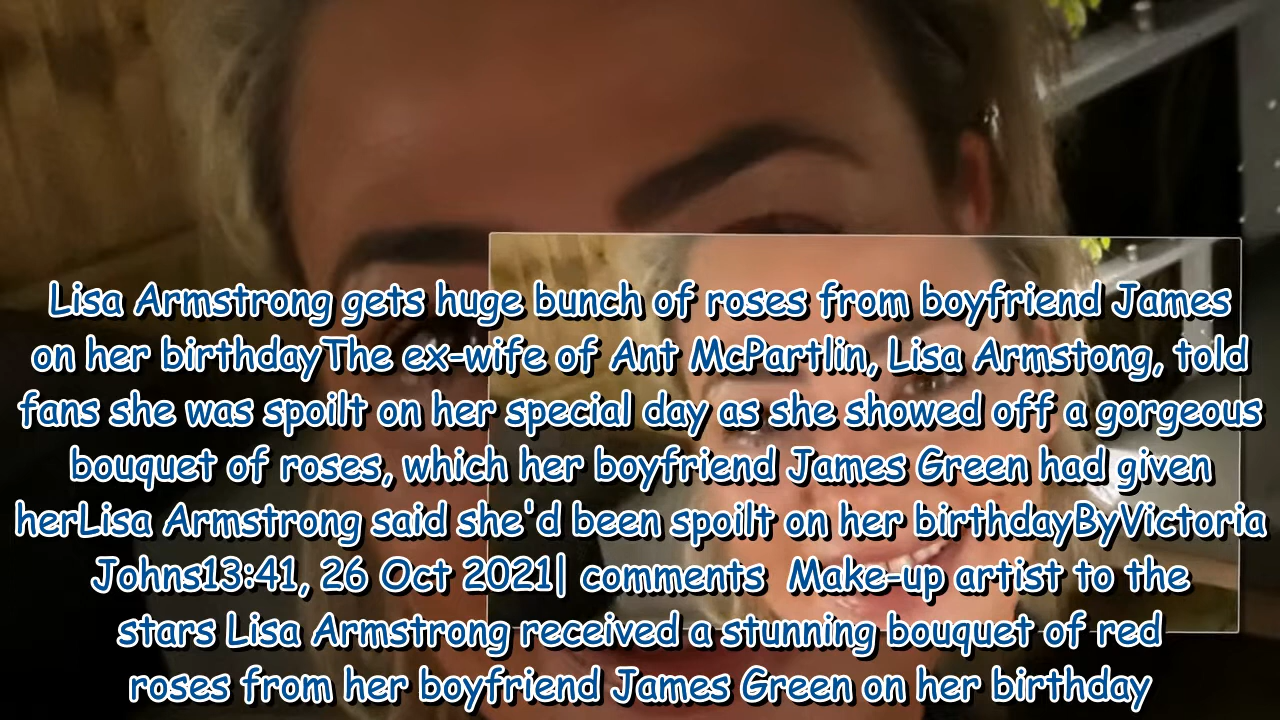 Lisa Armstrong gets huge bunch of roses from boyfriend James
on her birthdayThe ex-wife of Ant McPartlin, Lisa Armstong, told
fans she was spoilt on her special day as she showed off a gorgeous
bouquet of roses, which her boyfriend James Green had given
herLisa Armstrong said she'd been spoilt on her birthdayByVictoria
Johns13:41, 26 Oct 2021| comments  Make-up artist to the
stars Lisa Armstrong received a stunning bouquet of red
roses from her boyfriend James Green on her birthday